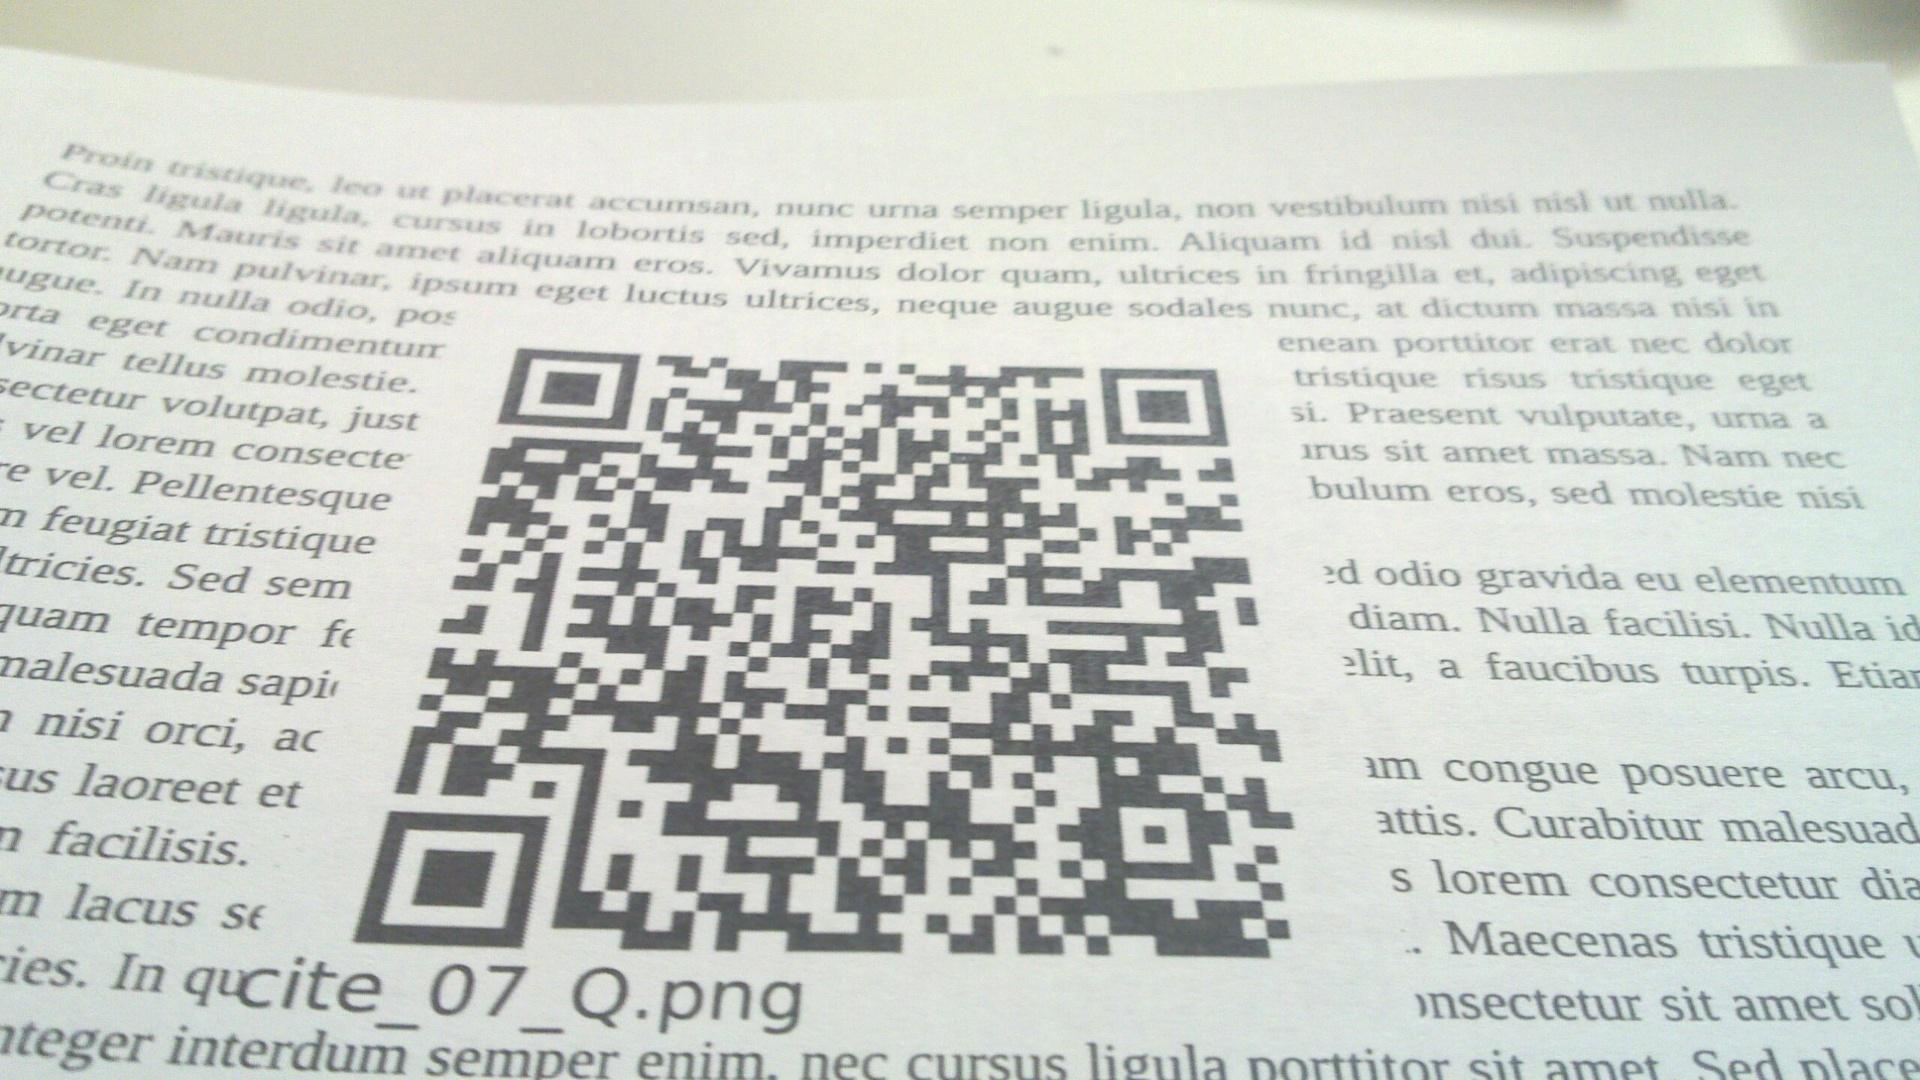 Proin tristique, leo ut placerat accumsan, nunc urna semper ligula, non vestibulum nisi nisl ut nulla.
Cras ligula ligula, cursus in lobortis sed, imperdiet non enim. Aliquam id nisl dui. Suspendisse
potenti. Mauris sit amet aliquam eros. Vivamus dolor quam, ultrices in fringilla et, adipiscing eget
tortor. Nam pulvinar, ipsum eget luctus ultrices, neque augue sodales nunc, at dictum massa nisi in
augue. In nulla odio, pos
enean porttitor erat nec dolor
orta eget condimentum
tristique risus tristique eget
lvinar tellus molestie.
si. Praesent vulputate, urna a
sectetur volutpat, just
urus sit amet massa. Nam nec
vel lorem consecte
bulum eros, sed molestie nisi
re vel. Pellentesque
m feugiat tristique
ed odio gravida eu elementum
ltricies. Sed sem
diam. Nulla facilisi. Nulla id
quam tempor fe
elit, a faucibus turpis. Etiam
malesuada sapi
n nisi orci, ac
am congue posuere arcu,
sus laoreet et
attis. Curabitur malesuad
n facilisis.
s lorem consectetur dia
m lacus se
. Maecenas tristique u
cies. In qu
cite_07_Q.png
onsectetur sit amet sol
nteger interdum semper enim, nec cursus ligula porttitor sit amet. Sed place